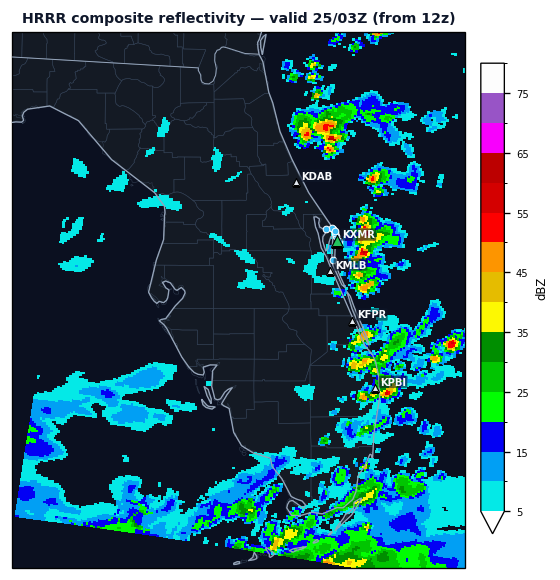 HRRR composite reflectivity — valid 25/03Z (from 12z)
KDAB
KXMR
KMLB
KFPR
KPBI
75
65
55
45
35
25
15
5
dBZ